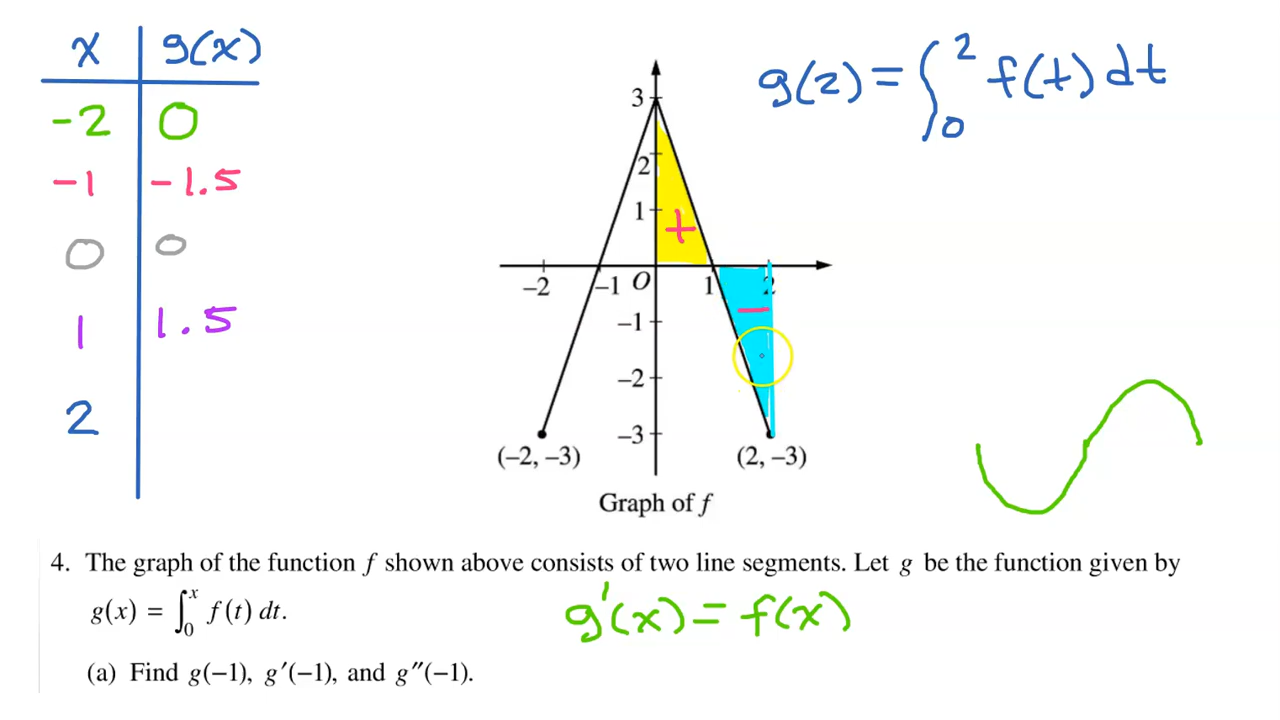 x g(x)
-2 0
-1 -1.5
0 0
1 1.5
2
g(2) = ∫₀² f(t) dt
3
2
1
–2 –1 O 1 2
–1
–2
–3
+
−
(–2, –3) (2, –3)
Graph of f
4. The graph of the function f shown above consists of two line segments. Let g be the function given by
g(x) = ∫₀ˣ f(t) dt.
g'(x) = f(x)
(a) Find g(–1), g′(–1), and g″(–1).